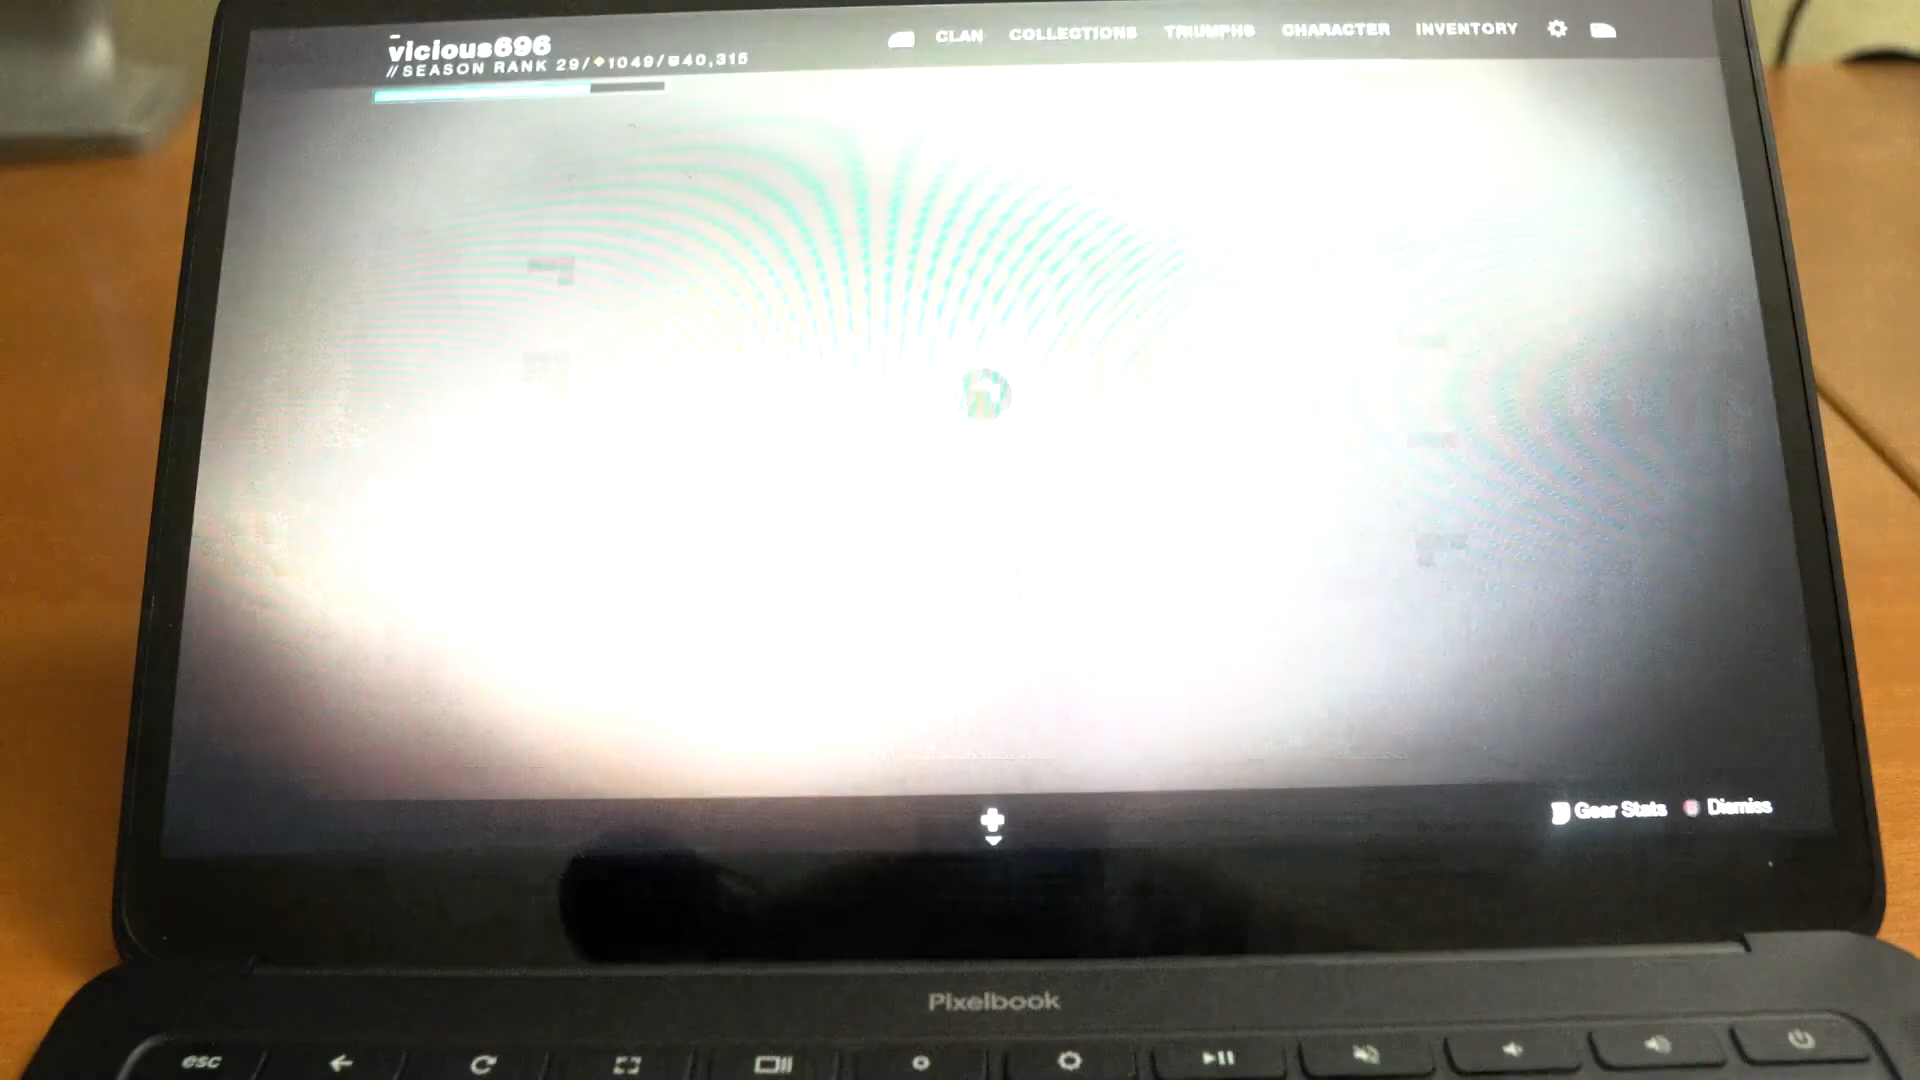 vicious696
//SEASON RANK 29/ 1049/ 40,315
CLAN COLLECTIONS TRIUMPHS CHARACTER INVENTORY
Gear Stats Dismiss
Pixelbook
esc